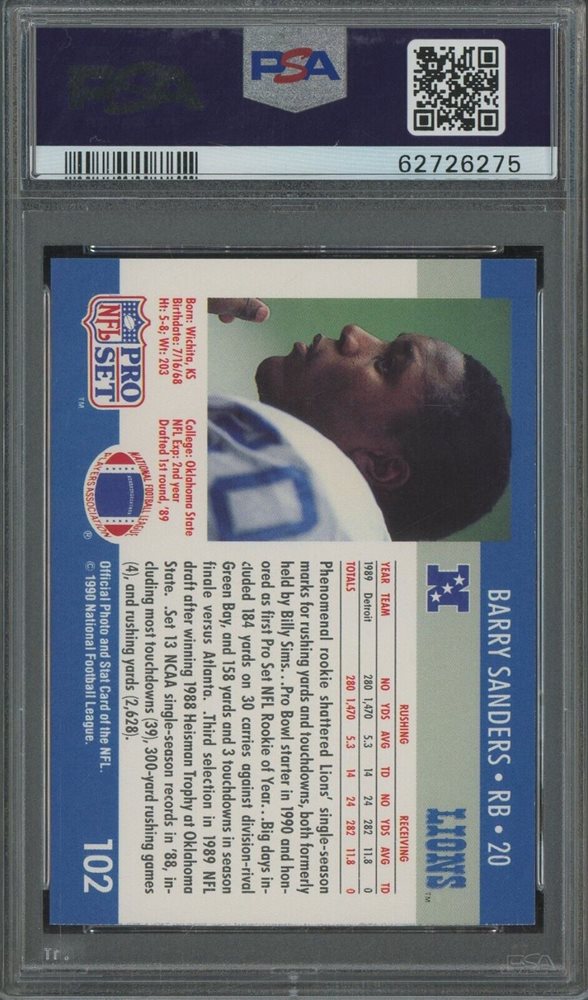 PSA
PSA
62726275
BARRY SANDERS • RB • 20
N
LIONS
TM
RUSHING RECEIVING
YEAR TEAM NO YDS AVG TD NO YDS AVG TD
1989 Detroit 280 1,470 5.3 14 24 282 11.8 0
TOTALS 280 1,470 5.3 14 24 282 11.8 0
Phenomenal rookie shattered Lions' single-season
marks for rushing yards and touchdowns, both formerly
held by Billy Sims. . .Pro Bowl starter in 1990 and hon-
ored as first Pro Set NFL Rookie of Year. . .Big days in-
cluded 184 yards on 30 carries against division-rival
Green Bay, and 158 yards and 3 touchdowns in season
finale versus Atlanta. . .Third selection in 1989 NFL
draft after winning 1988 Heisman Trophy at Oklahoma
State. . .Set 13 NCAA single-season records in '88, in-
cluding most touchdowns (39), 300-yard rushing games
(4), and rushing yards (2,628).
Born: Wichita, KS
Birthdate: 7/16/68
Ht: 5-8; Wt: 203
College: Oklahoma State
NFL Exp: 2nd year
Drafted 1st round, '89
PRO
NFL SET
TM
NATIONAL FOOTBALL LEAGUE
PLAYERS ASSOCIATION
®
Official Photo and Stat Card of the NFL.
© 1990 National Football League.
102
PSA